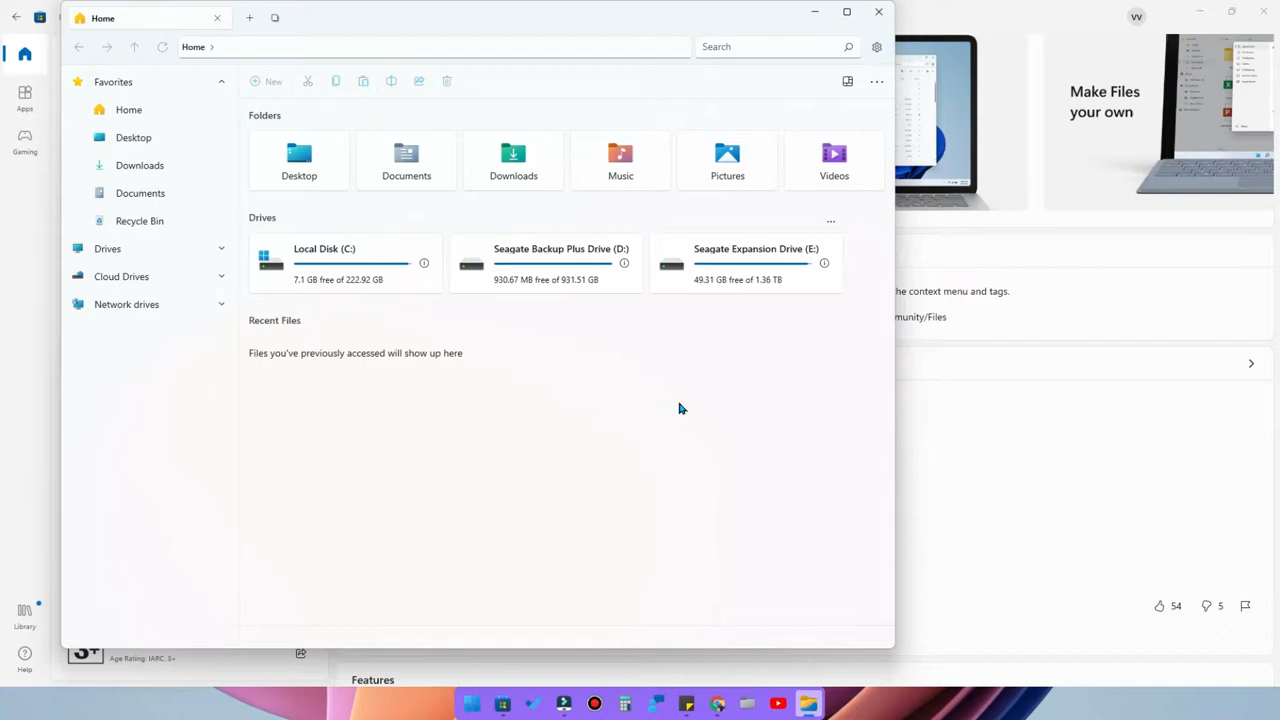 Home
VV
Home
Search
Apps
Gaming
Favorites
Home
Desktop
Downloads
Documents
Recycle Bin
Drives
Cloud Drives
Network drives
New
Folders
Desktop
Documents
Downloads
Music
Pictures
Videos
Drives
Local Disk (C:)
7.1 GB free of 222.92 GB
Seagate Backup Plus Drive (D:)
930.67 MB free of 931.51 GB
Seagate Expansion Drive (E:)
49.31 GB free of 1.36 TB
Recent Files
Files you've previously accessed will show up here
Make Files
your own
he context menu and tags.
munity/Files
54
5
Library
Help
3+
Age Rating: IARC. 3+
Features